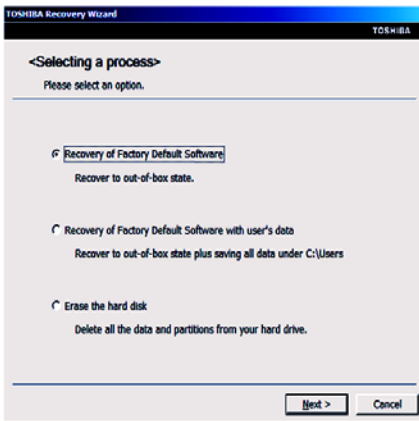 TOSHIBA Recovery Wizard
TOSHIBA
<Selecting a process>
Please select an option.
Recovery of Factory Default Software
Recover to out-of-box state.
Recovery of Factory Default Software with user's data
Recover to out-of-box state plus saving all data under C:\Users
Erase the hard disk
Delete all the data and partitions from your hard drive.
Next > Cancel